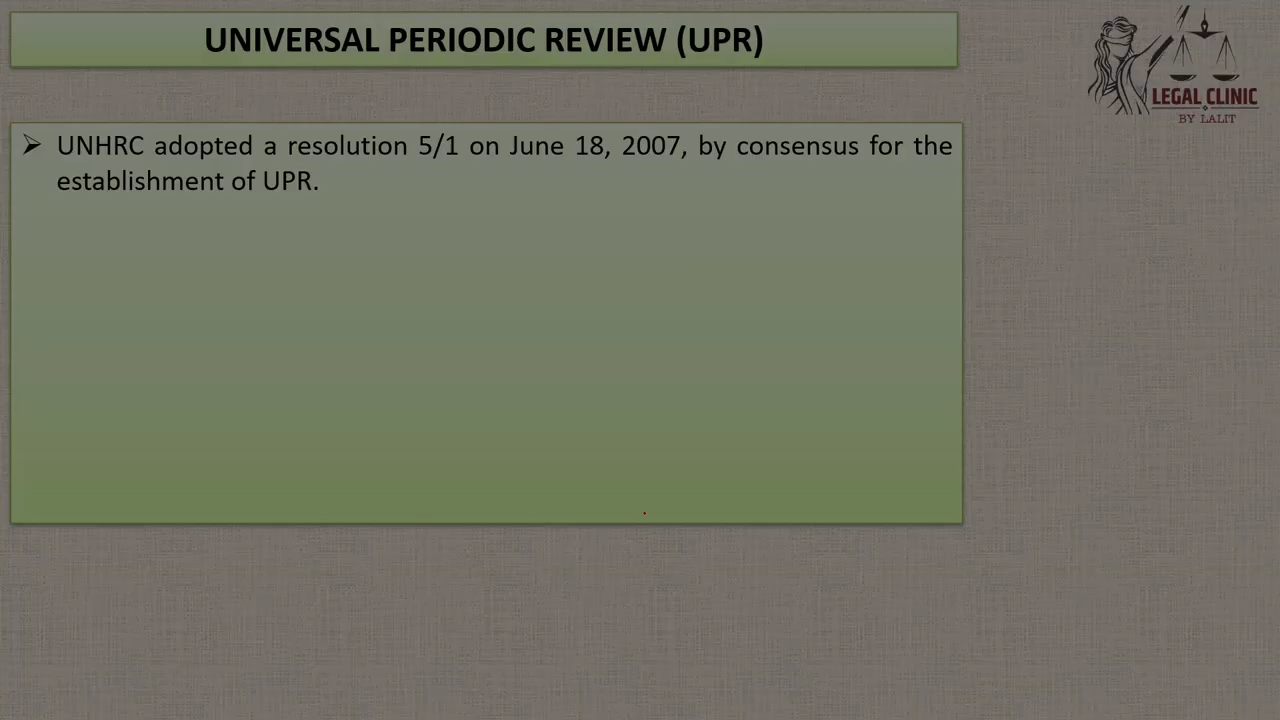 UNIVERSAL PERIODIC REVIEW (UPR)
LEGAL CLINIC
BY LALIT
UNHRC adopted a resolution 5/1 on June 18, 2007, by consensus for the
establishment of UPR.